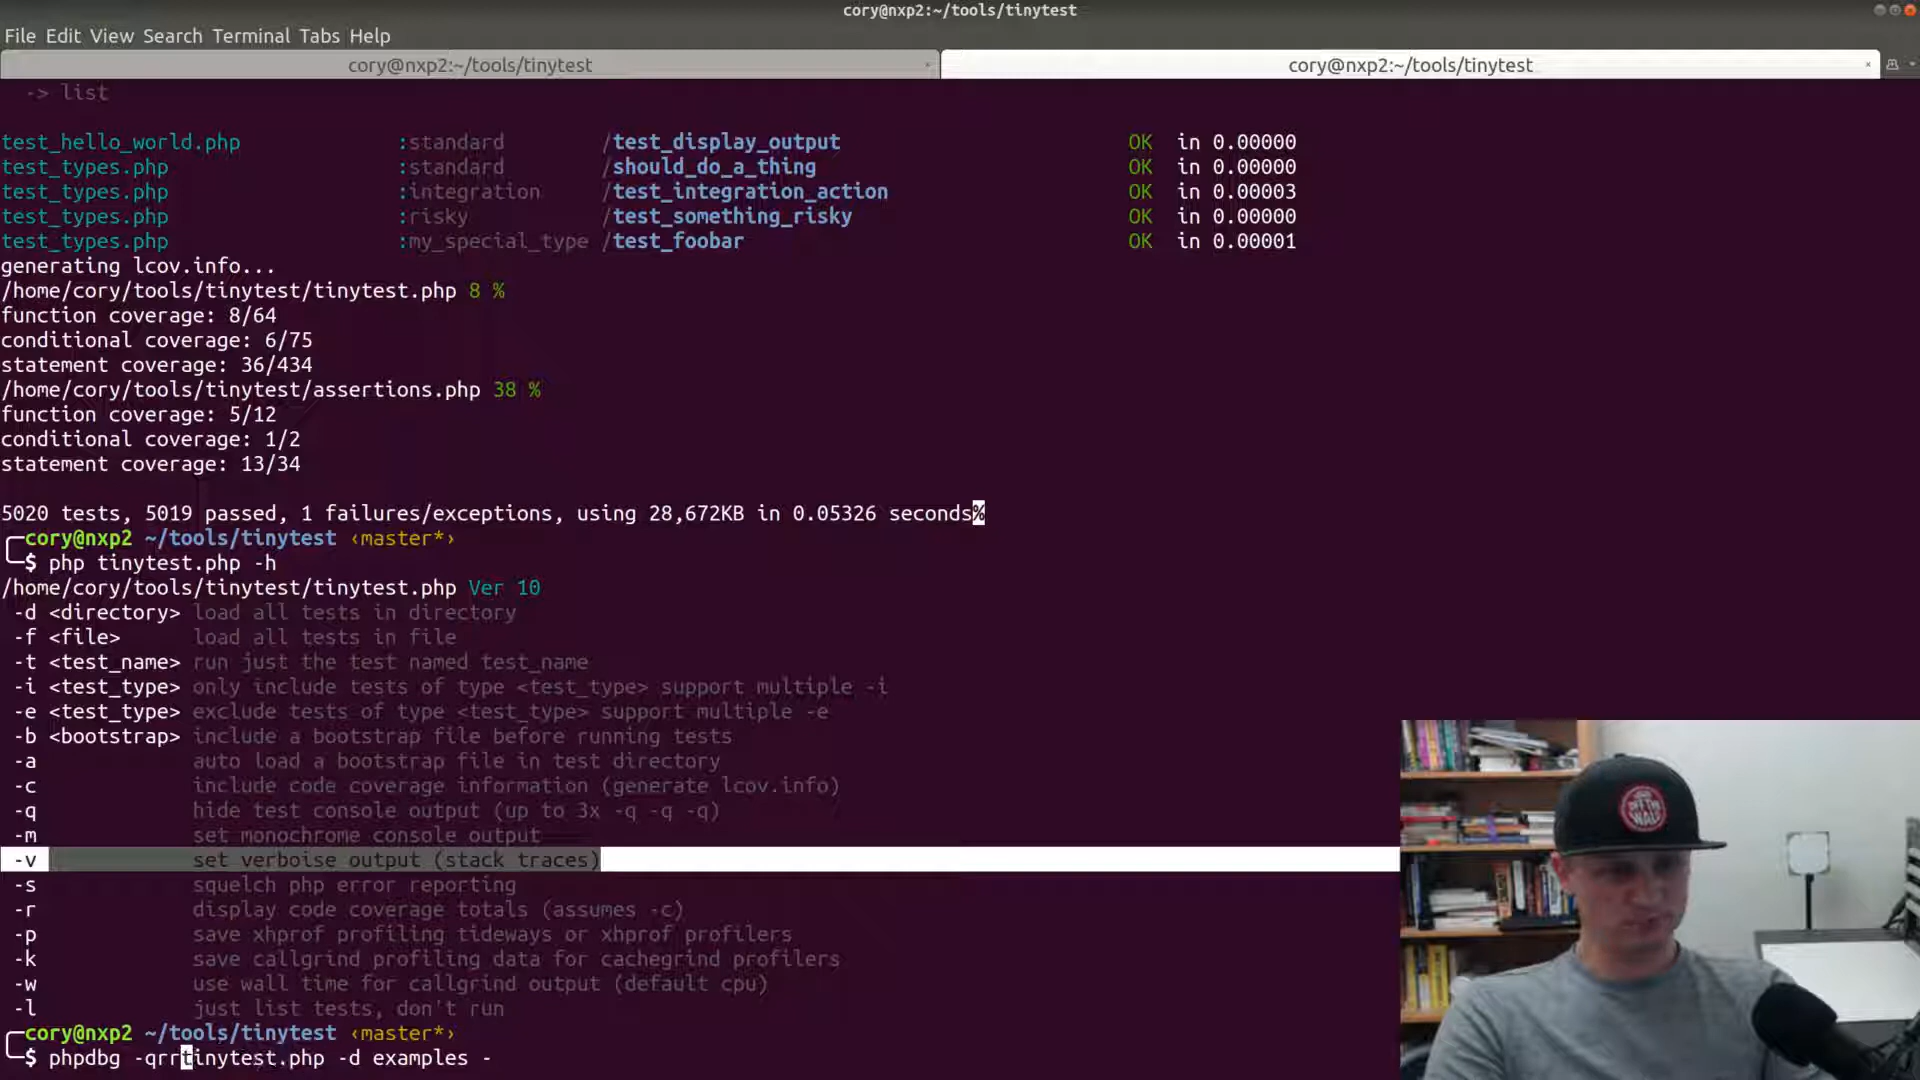 cory@nxp2:~/tools/tinytest
File Edit View Search Terminal Tabs Help
cory@nxp2:~/tools/tinytest
cory@nxp2:~/tools/tinytest
-> list
test_hello_world.php :standard /test_display_output OK in 0.00000
test_types.php :standard /should_do_a_thing OK in 0.00000
test_types.php :integration /test_integration_action OK in 0.00003
test_types.php :risky /test_something_risky OK in 0.00000
test_types.php :my_special_type /test_foobar OK in 0.00001
generating lcov.info...
/home/cory/tools/tinytest/tinytest.php 8 %
function coverage: 8/64
conditional coverage: 6/75
statement coverage: 36/434
/home/cory/tools/tinytest/assertions.php 38 %
function coverage: 5/12
conditional coverage: 1/2
statement coverage: 13/34
5020 tests, 5019 passed, 1 failures/exceptions, using 28,672KB in 0.05326 seconds%
cory@nxp2 ~/tools/tinytest ‹master*›
$ php tinytest.php -h
/home/cory/tools/tinytest/tinytest.php Ver 10
-d <directory> load all tests in directory
-f <file> load all tests in file
-t <test_name> run just the test named test_name
-i <test_type> only include tests of type <test_type> support multiple -i
-e <test_type> exclude tests of type <test_type> support multiple -e
-b <bootstrap> include a bootstrap file before running tests
-a auto load a bootstrap file in test directory
-c include code coverage information (generate lcov.info)
-q hide test console output (up to 3x -q -q -q)
-m set monochrome console output
-v set verboise output (stack traces)
-s squelch php error reporting
-r display code coverage totals (assumes -c)
-p save xhprof profiling tideways or xhprof profilers
-k save callgrind profiling data for cachegrind profilers
-w use wall time for callgrind output (default cpu)
-l just list tests, don't run
cory@nxp2 ~/tools/tinytest ‹master*›
$ phpdbg -qrrtinytest.php -d examples -
OFF THE WALL